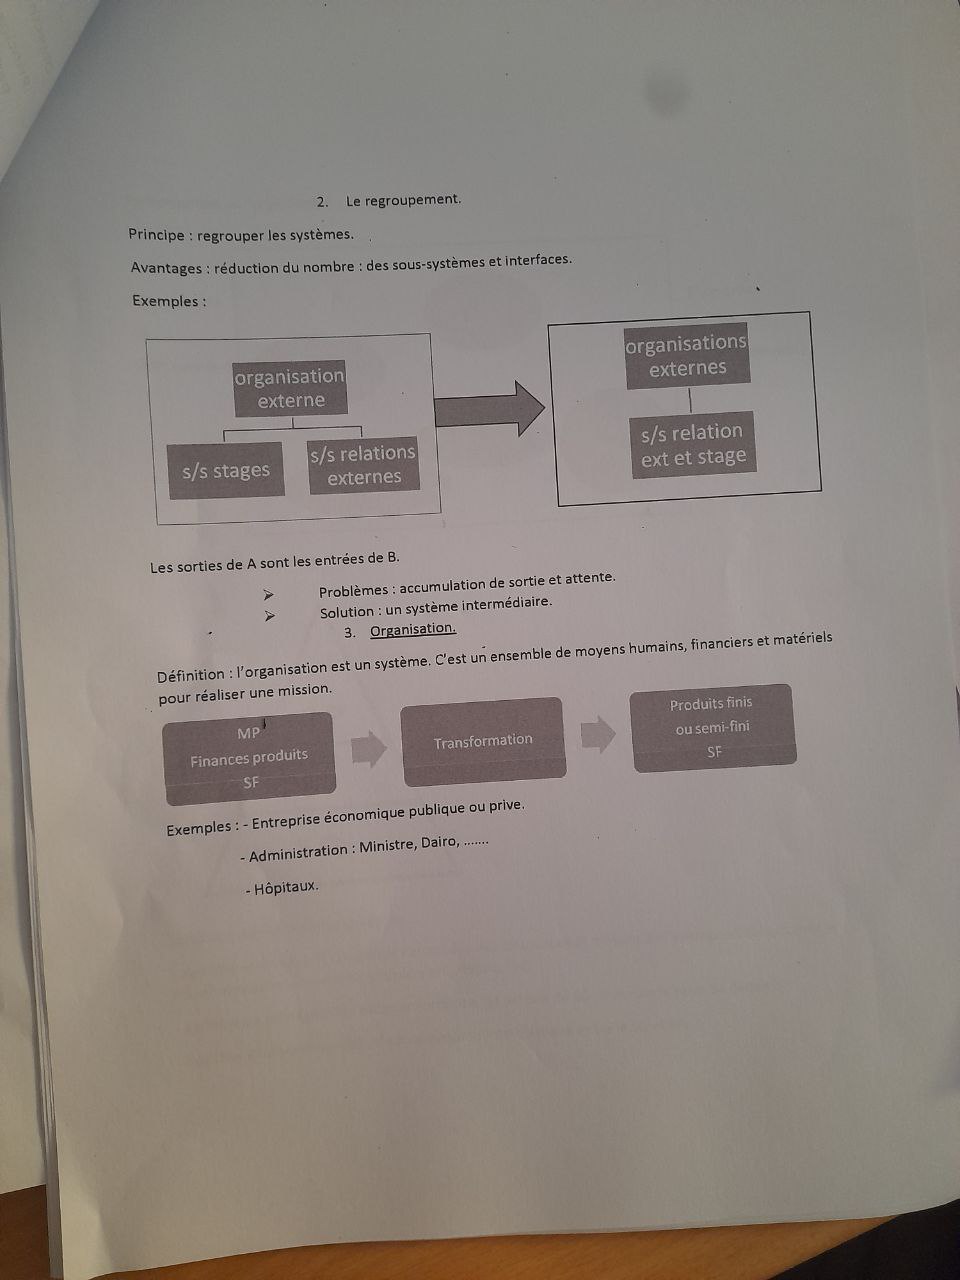 2. Le regroupement.
Principe : regrouper les systèmes.
Avantages : réduction du nombre : des sous-systèmes et interfaces.
Exemples :
organisation
externe
s/s stages
s/s relations
externes
organisations
externes
s/s relation
ext et stage
Les sorties de A sont les entrées de B.
➢ Problèmes : accumulation de sortie et attente.
➢ Solution : un système intermédiaire.
3. Organisation.
Définition : l'organisation est un système. C'est un ensemble de moyens humains, financiers et matériels
pour réaliser une mission.
MP
Finances produits
SF
Transformation
Produits finis
ou semi-fini
SF
Exemples : - Entreprise économique publique ou prive.
- Administration : Ministre, Dairo, .......
- Hôpitaux.